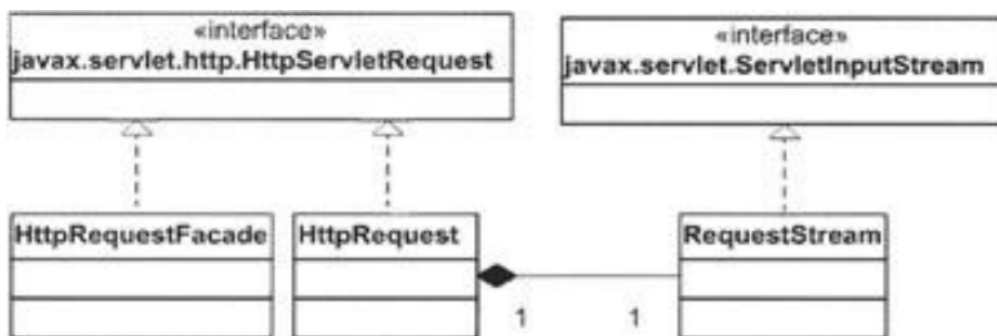 «interface»
javax.servlet.http.HttpServletRequest
«interface»
javax.servlet.ServletInputStream
HttpRequestFacade
HttpRequest
RequestStream
1
1